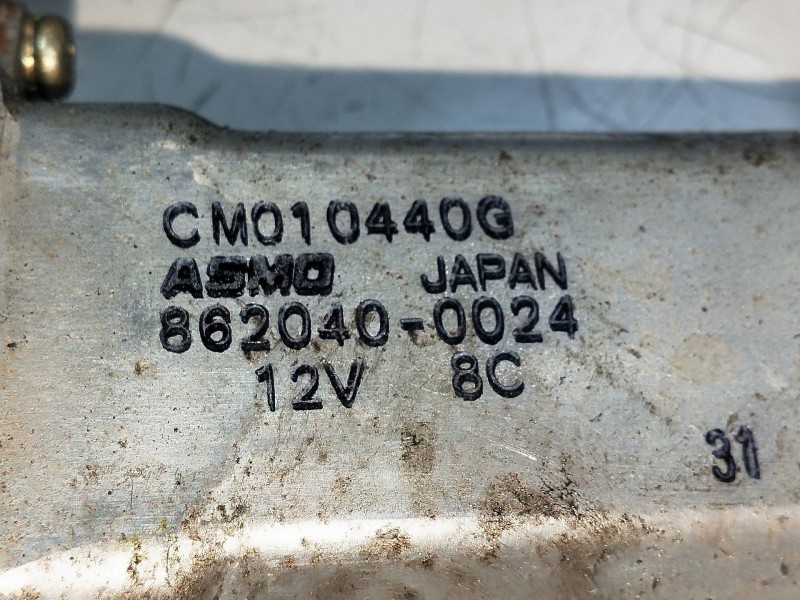 CM010440G
ASMO JAPAN
862040-0024
12V 8C
31